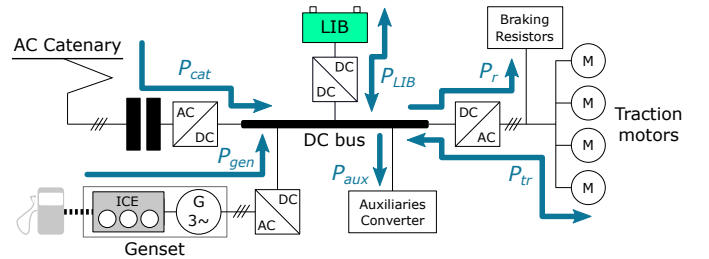 AC Catenary
P_cat
LIB
DC
DC
P_LIB
Braking
Resistors
P_r
M
M
M
M
Traction
motors
AC
DC
DC bus
DC
AC
P_gen
P_aux
P_tr
ICE
G
3~
DC
AC
Genset
Auxiliaries
Converter